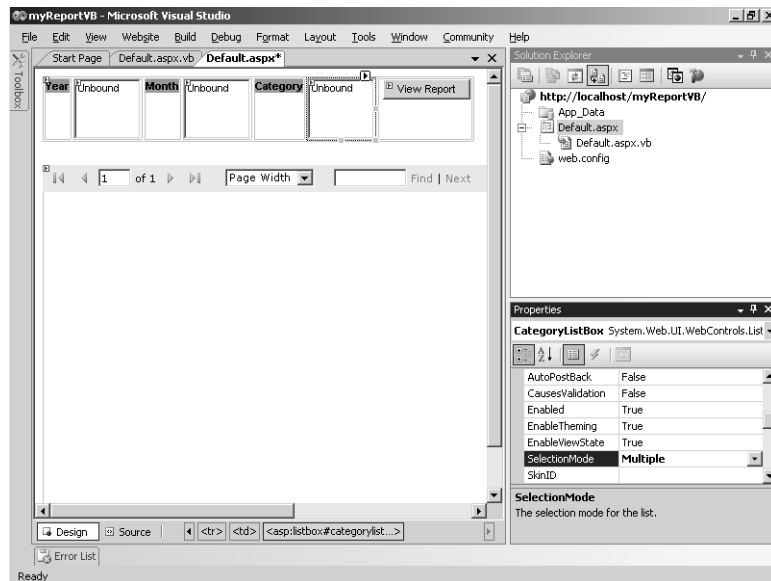 myReportVB - Microsoft Visual Studio
File Edit View Website Build Debug Format Layout Tools Window Community Help
Toolbox
Start Page Default.aspx.vb Default.aspx*
Year Unbound Month Unbound Category Unbound View Report
1 of 1 Page Width Find | Next
Design Source <tr> <td> <asp:listbox#categorylist...>
Error List
Ready
Solution Explorer
http://localhost/myReportVB/
App_Data
Default.aspx
Default.aspx.vb
web.config
Properties
CategoryListBox System.Web.UI.WebControls.List
AutoPostBack False
CausesValidation False
Enabled True
EnableTheming True
EnableViewState True
SelectionMode Multiple
SkinID
SelectionMode
The selection mode for the list.